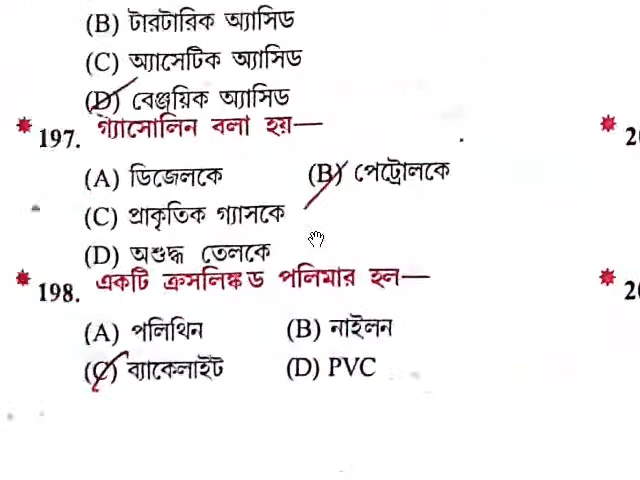 (B) টারটারিক অ্যাসিড
(C) অ্যাসেটিক অ্যাসিড
(D) বেঞ্জয়িক অ্যাসিড
* 197. গ্যাসোলিন বলা হয়—
(A) ডিজেলকে (B) পেট্রোলকে
(C) প্রাকৃতিক গ্যাসকে
(D) অশুদ্ধ তেলকে
* 198. একটি ক্রসলিঙ্কড পলিমার হল—
(A) পলিথিন (B) নাইলন
(C) ব্যাকেলাইট (D) PVC